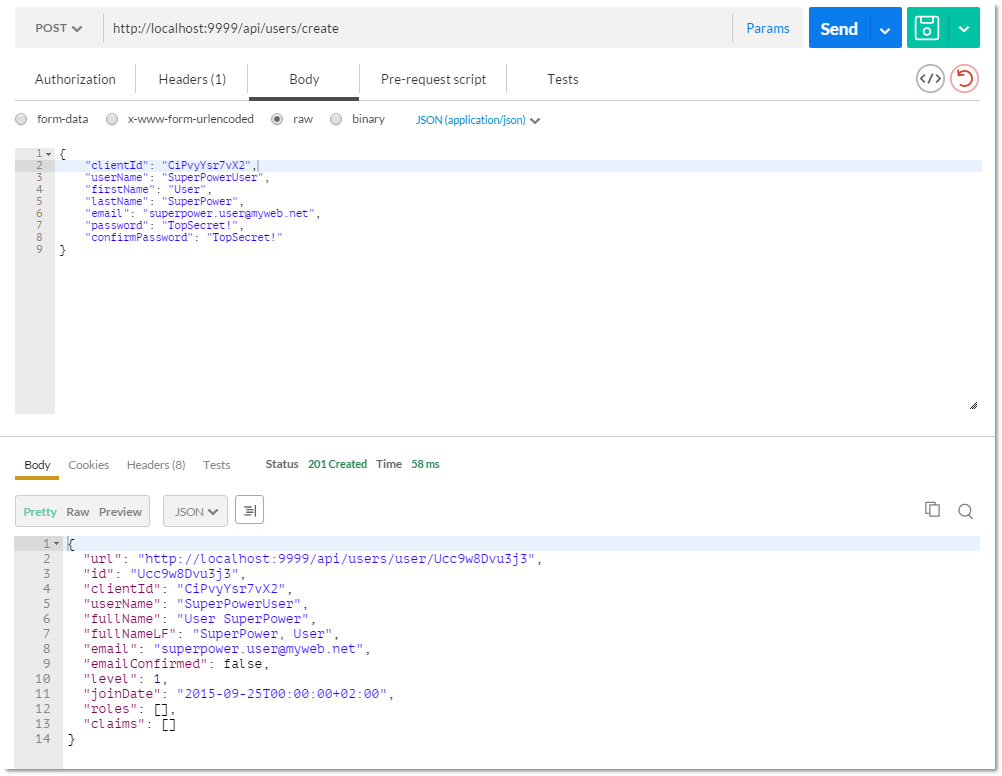 POST http://localhost:9999/api/users/create Params Send
Authorization Headers (1) Body Pre-request script Tests
form-data x-www-form-urlencoded raw binary JSON (application/json)
1 {
2 "clientId": "CiPvyYsr7vX2",
3 "userName": "SuperPowerUser",
4 "firstName": "User",
5 "lastName": "SuperPower",
6 "email": "superpower.user@myweb.net",
7 "password": "TopSecret!",
8 "confirmPassword": "TopSecret!"
9 }
Body Cookies Headers (8) Tests Status 201 Created Time 58 ms
Pretty Raw Preview JSON
1 {
2 "url": "http://localhost:9999/api/users/user/Ucc9w8Dvu3j3",
3 "id": "Ucc9w8Dvu3j3",
4 "clientId": "CiPvyYsr7vX2",
5 "userName": "SuperPowerUser",
6 "fullName": "User SuperPower",
7 "fullNameLF": "SuperPower, User",
8 "email": "superpower.user@myweb.net",
9 "emailConfirmed": false,
10 "level": 1,
11 "joinDate": "2015-09-25T00:00:00+02:00",
12 "roles": [],
13 "claims": []
14 }